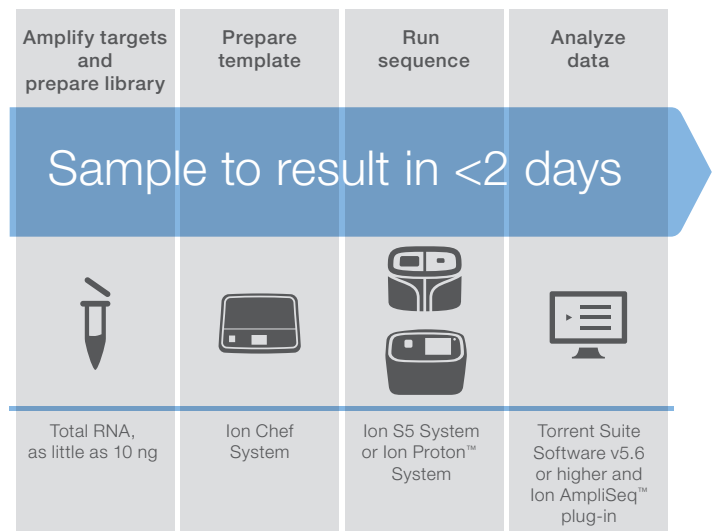 Amplify targets
and
prepare library
Prepare
template
Run
sequence
Analyze
data
Sample to result in <2 days
Total RNA,
as little as 10 ng
Ion Chef
System
Ion S5 System
or Ion Proton™
System
Torrent Suite
Software v5.6
or higher and
Ion AmpliSeq™
plug-in